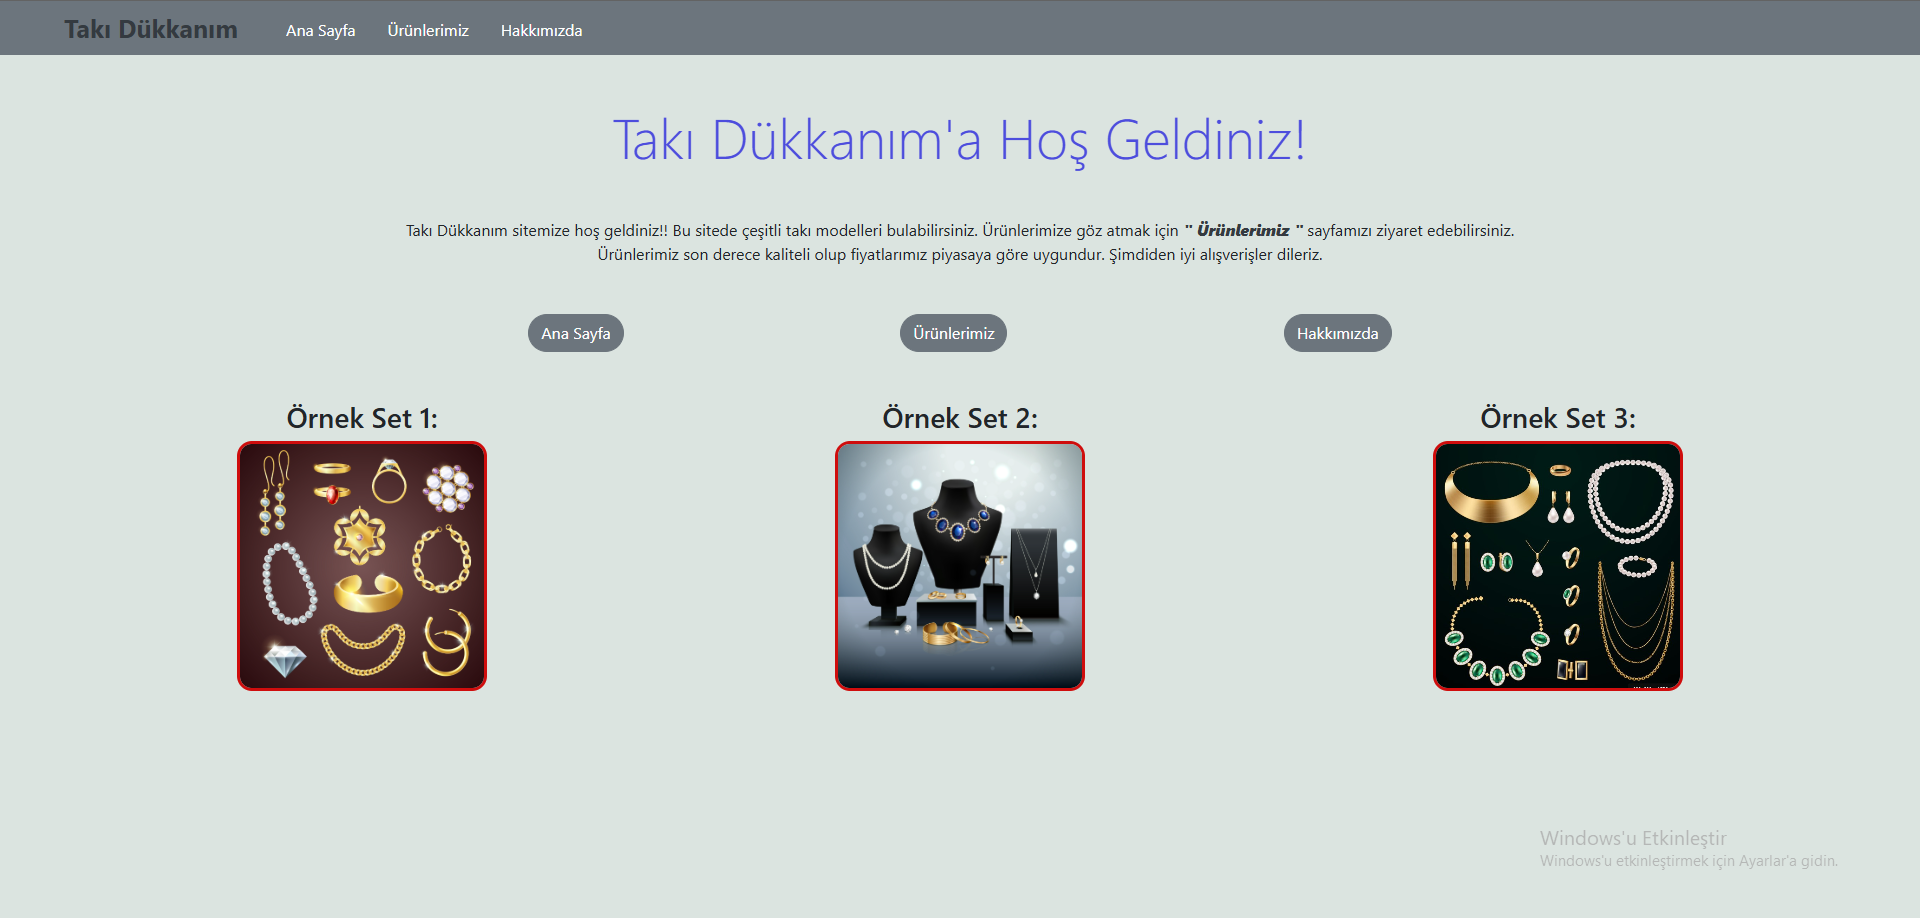 Takı Dükkanım
Ana Sayfa
Ürünlerimiz
Hakkımızda
Takı Dükkanım'a Hoş Geldiniz!
Takı Dükkanım sitemize hoş geldiniz!! Bu sitede çeşitli takı modelleri bulabilirsiniz. Ürünlerimize göz atmak için " Ürünlerimiz " sayfamızı ziyaret edebilirsiniz.
Ürünlerimiz son derece kaliteli olup fiyatlarımız piyasaya göre uygundur. Şimdiden iyi alışverişler dileriz.
Ana Sayfa
Ürünlerimiz
Hakkımızda
Örnek Set 1:
Örnek Set 2:
Örnek Set 3:
Windows'u Etkinleştir
Windows'u etkinleştirmek için Ayarlar'a gidin.